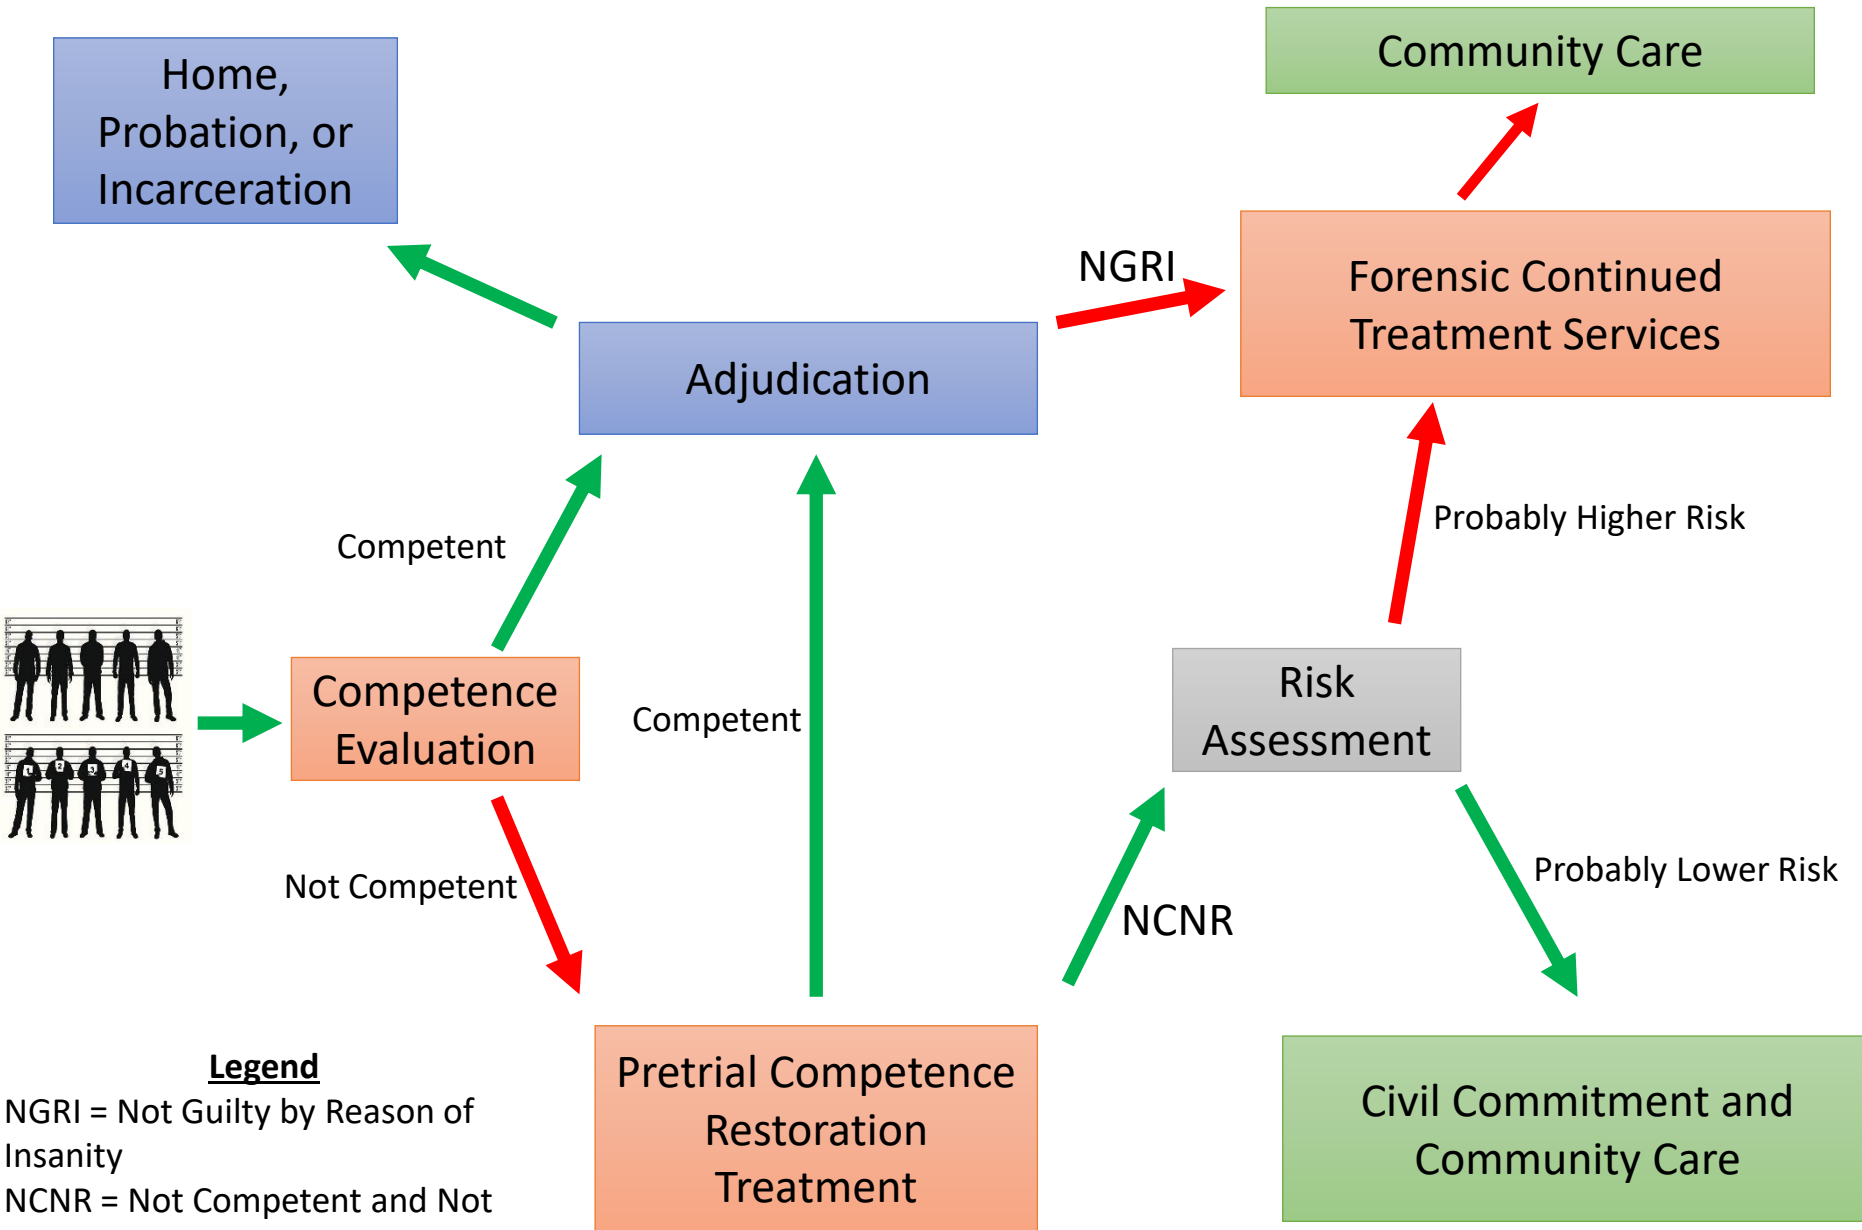 Home,
Probation, or
Incarceration
Community Care
NGRI
Forensic Continued
Treatment Services
Adjudication
Competent
Probably Higher Risk
Competence
Evaluation
Competent
Risk
Assessment
Not Competent
Probably Lower Risk
NCNR
Legend
NGRI = Not Guilty by Reason of
Insanity
NCNR = Not Competent and Not
Pretrial Competence
Restoration
Treatment
Civil Commitment and
Community Care